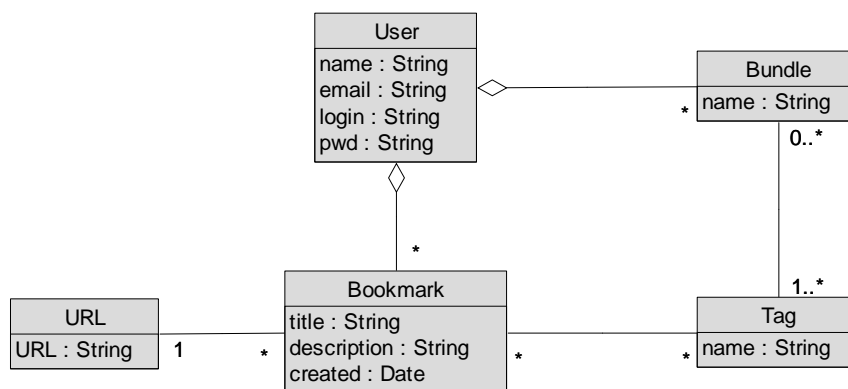 User
name : String
email : String
login : String
pwd : String
Bundle
name : String
*
0..*
*
1..*
Bookmark
title : String
description : String
created : Date
URL
URL : String
1
*
Tag
name : String
*
*